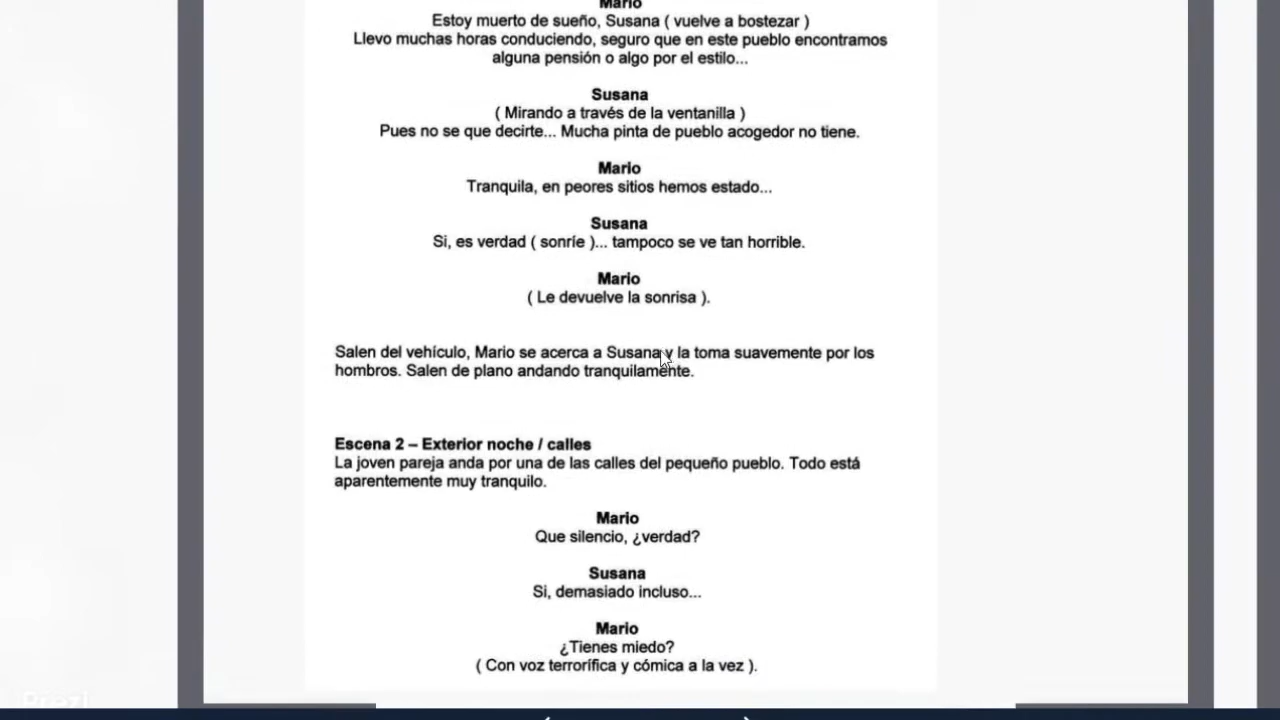 Mario
Estoy muerto de sueño, Susana ( vuelve a bostezar )
Llevo muchas horas conduciendo, seguro que en este pueblo encontramos
alguna pensión o algo por el estilo...
Susana
( Mirando a través de la ventanilla )
Pues no se que decirte... Mucha pinta de pueblo acogedor no tiene.
Mario
Tranquila, en peores sitios hemos estado...
Susana
Si, es verdad ( sonríe )... tampoco se ve tan horrible.
Mario
( Le devuelve la sonrisa ).
Salen del vehículo, Mario se acerca a Susana y la toma suavemente por los
hombros. Salen de plano andando tranquilamente.
Escena 2 – Exterior noche / calles
La joven pareja anda por una de las calles del pequeño pueblo. Todo está
aparentemente muy tranquilo.
Mario
Que silencio, ¿verdad?
Susana
Si, demasiado incluso...
Mario
¿Tienes miedo?
( Con voz terrorífica y cómica a la vez ).
Prezi